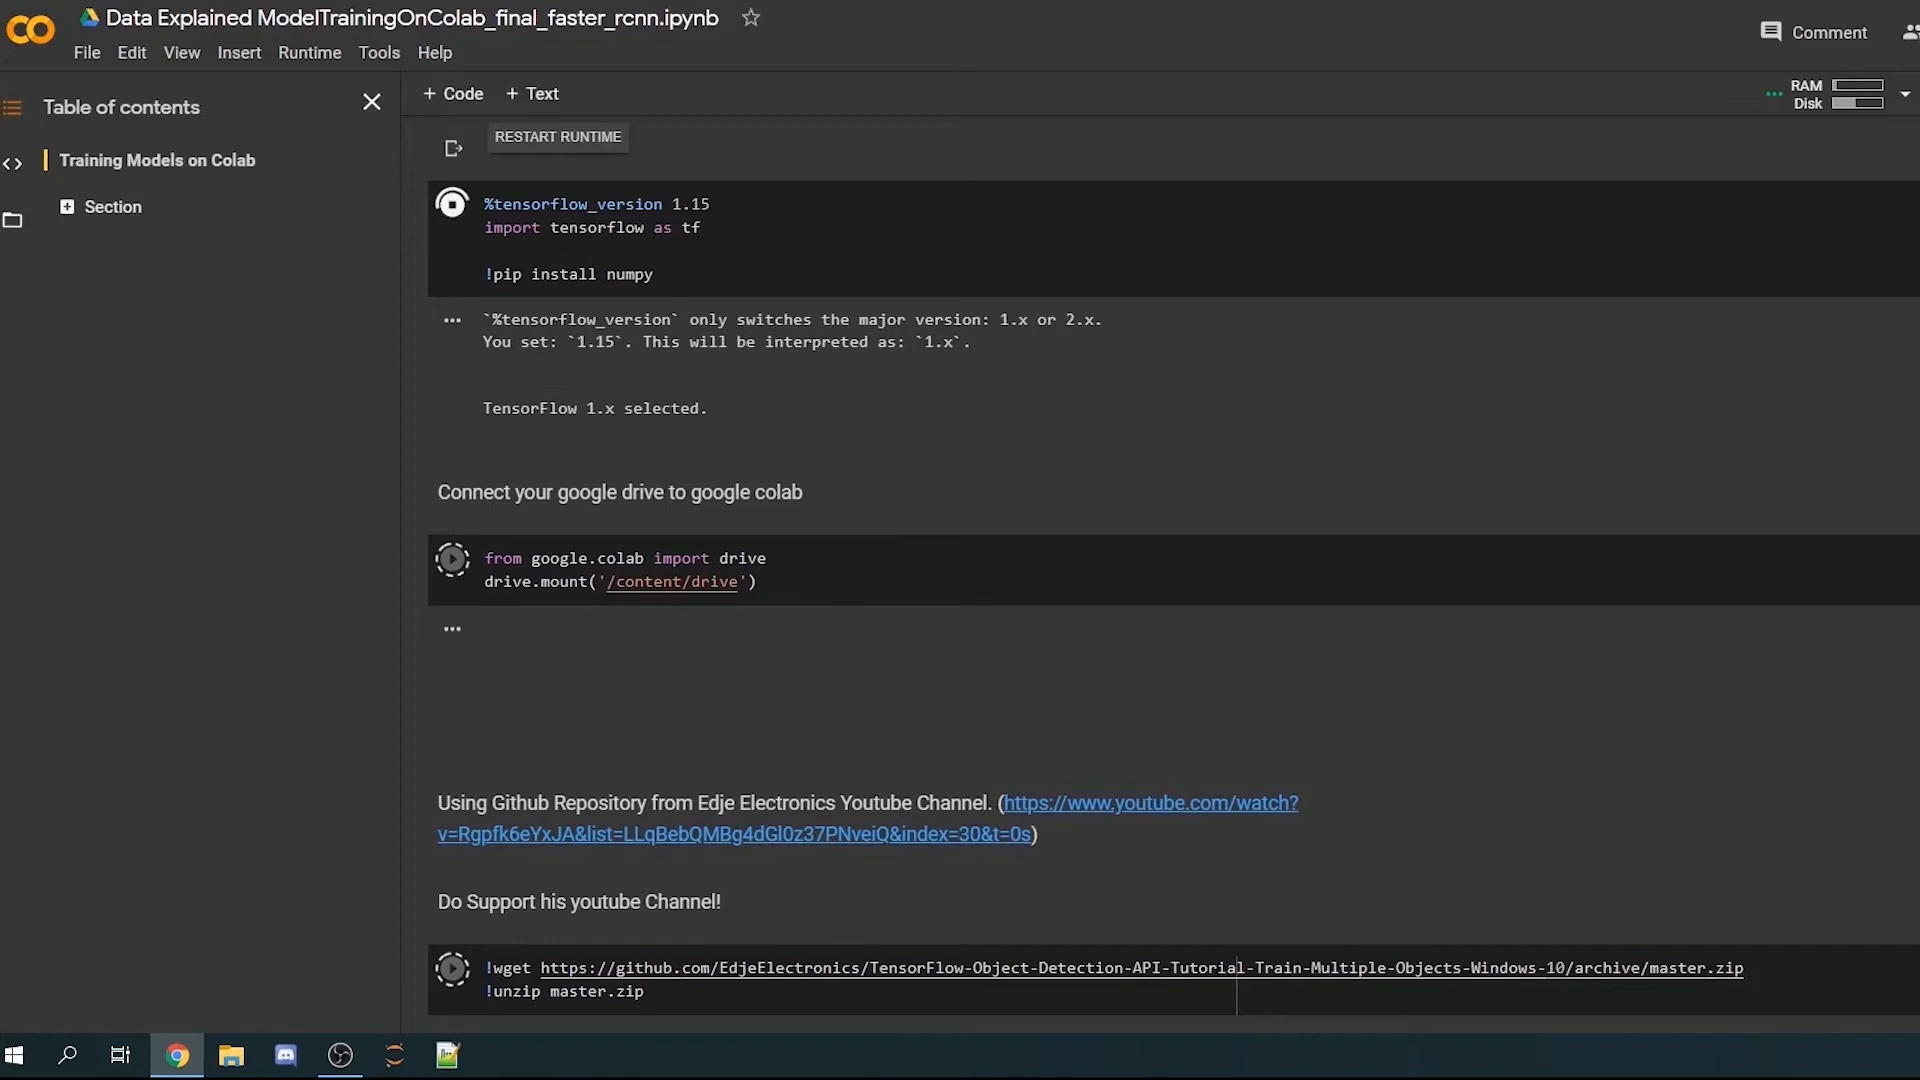 Data Explained ModelTrainingOnColab_final_faster_rcnn.ipynb
Comment
File Edit View Insert Runtime Tools Help
Table of contents
+ Code + Text
RAM
Disk
RESTART RUNTIME
Training Models on Colab
Section
%tensorflow_version 1.15
import tensorflow as tf
!pip install numpy
`%tensorflow_version` only switches the major version: 1.x or 2.x.
You set: `1.15`. This will be interpreted as: `1.x`.
TensorFlow 1.x selected.
Connect your google drive to google colab
from google.colab import drive
drive.mount('/content/drive')
Using Github Repository from Edje Electronics Youtube Channel. (https://www.youtube.com/watch?
v=Rgpfk6eYxJA&list=LLqBebQMBg4dGl0z37PNveiQ&index=30&t=0s)
Do Support his youtube Channel!
!wget https://github.com/EdjeElectronics/TensorFlow-Object-Detection-API-Tutorial-Train-Multiple-Objects-Windows-10/archive/master.zip
!unzip master.zip